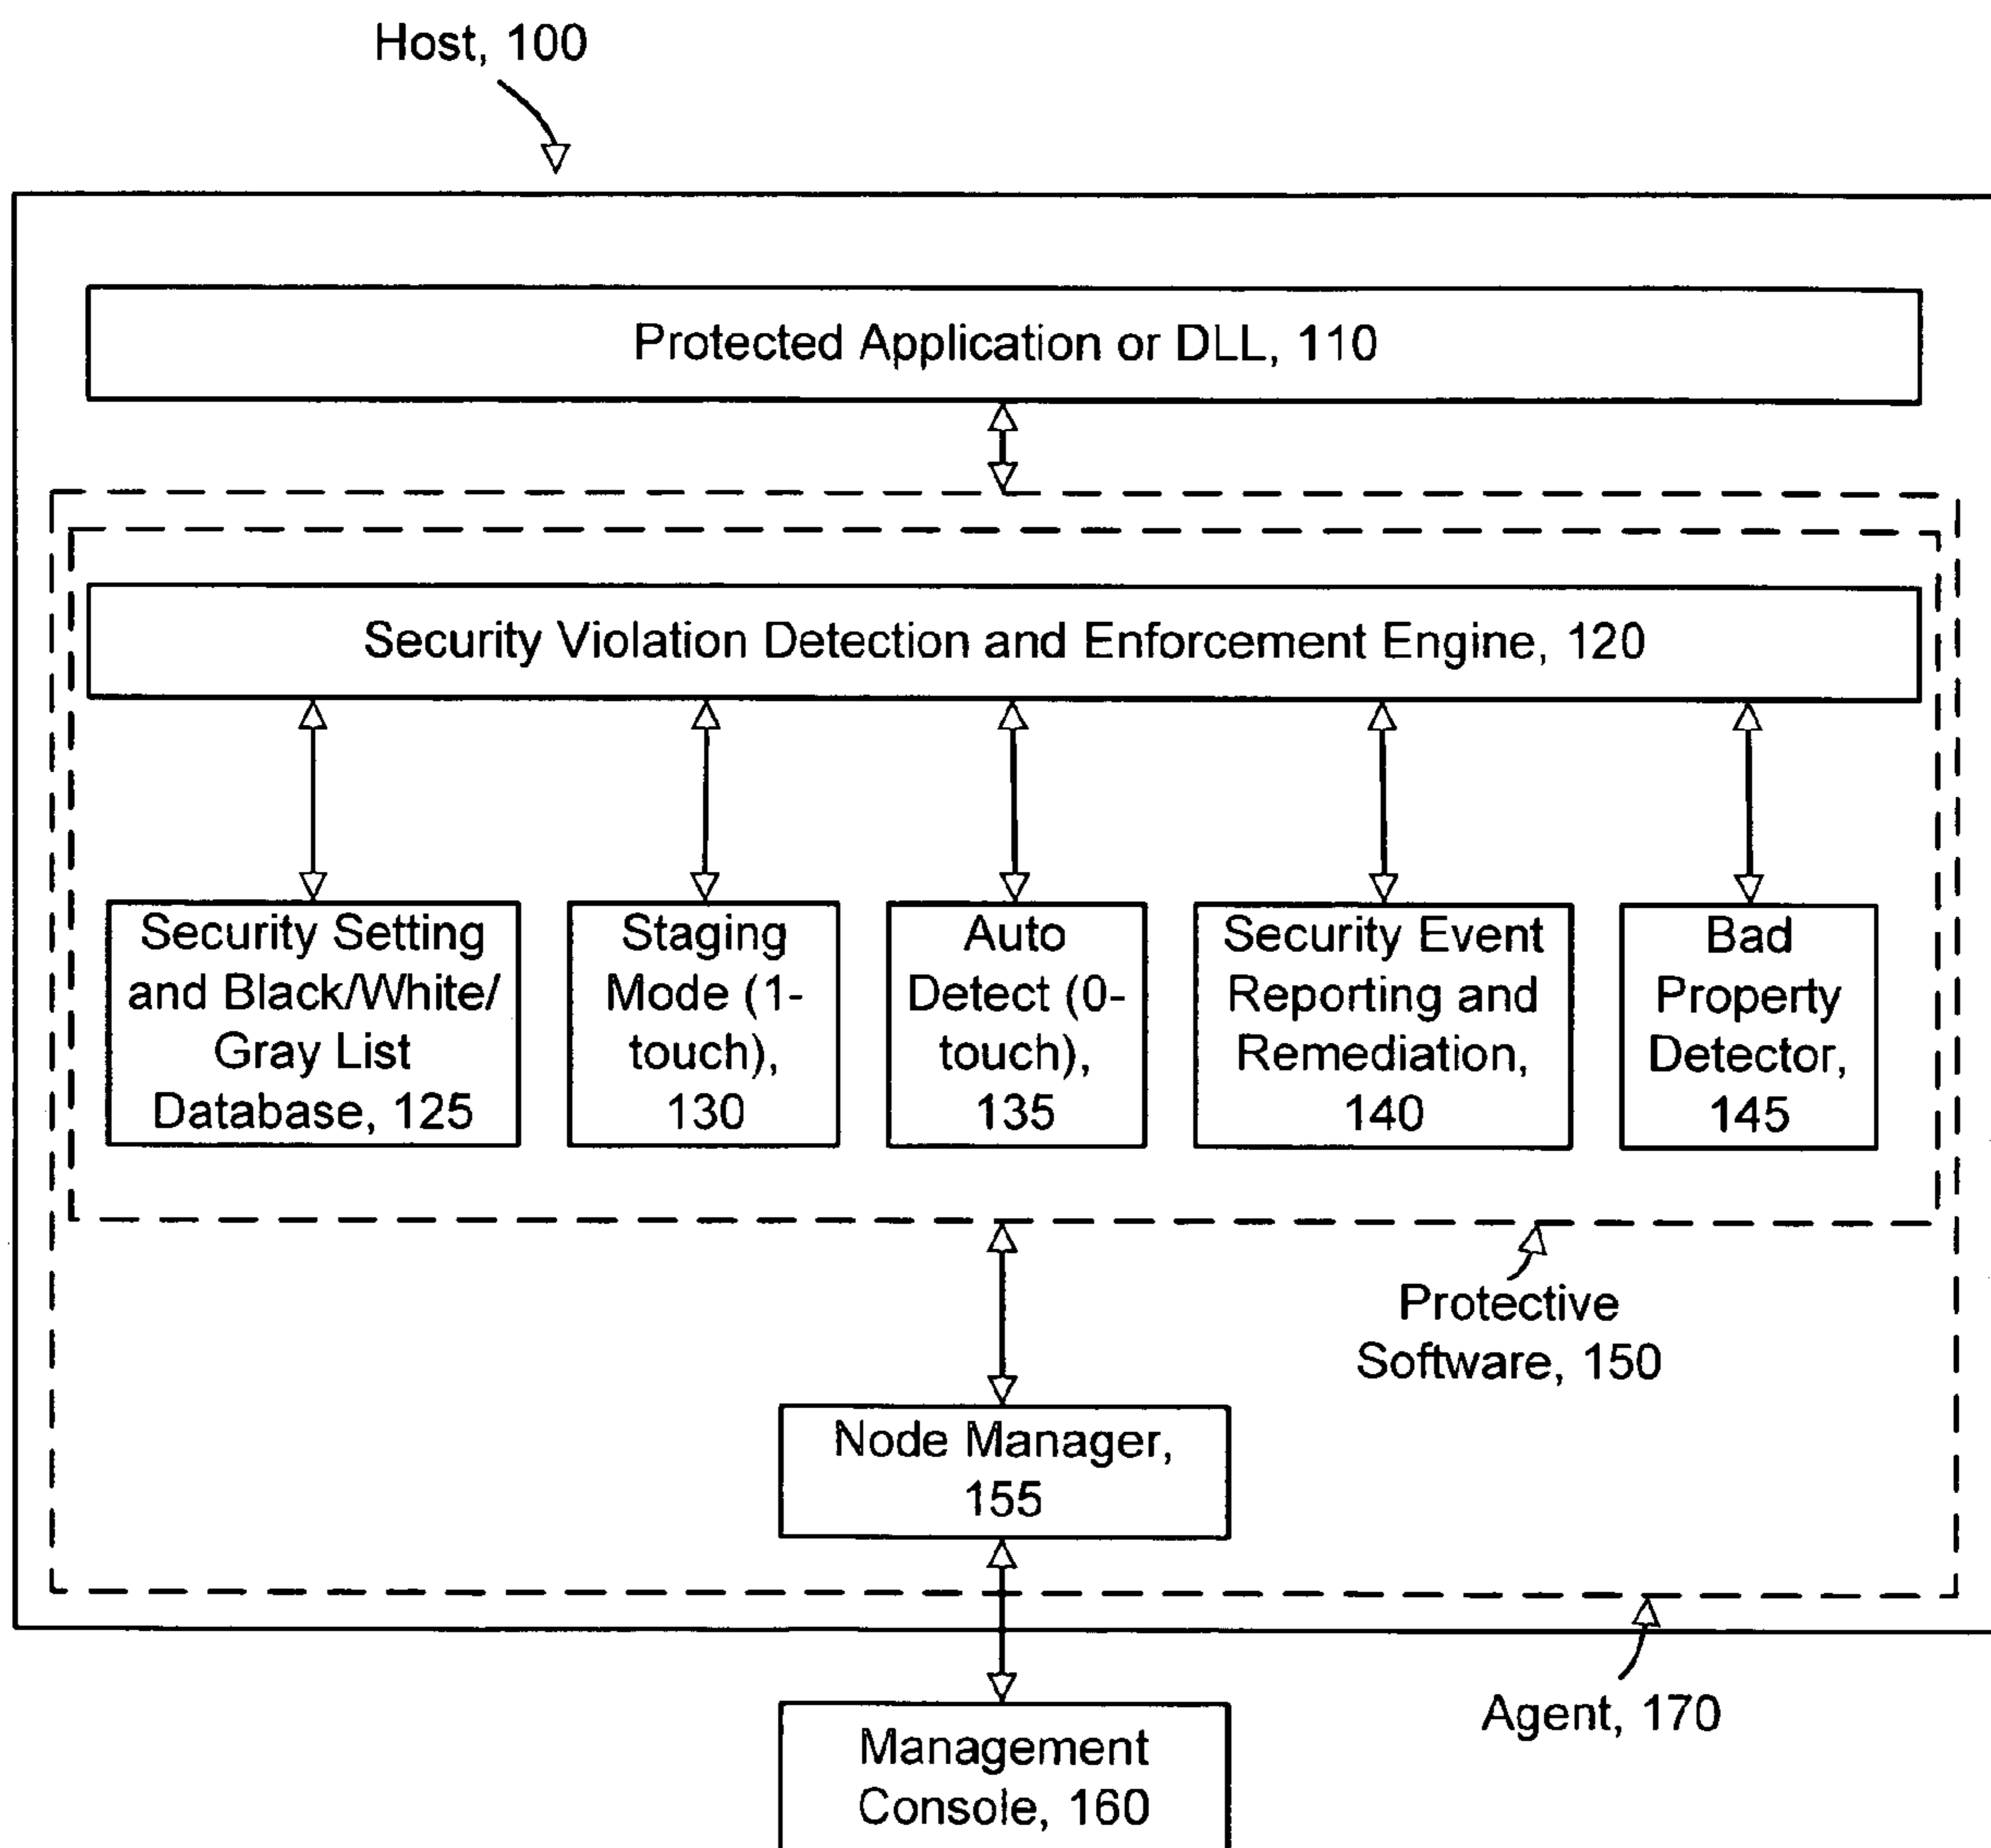 Host, 100
Protected Application or DLL, 110
Security Violation Detection and Enforcement Engine, 120
Security Setting
and Black/White/
Gray List
Database, 125
Staging
Mode (1-
touch),
130
Auto
Detect (0-
touch),
135
Security Event
Reporting and
Remediation,
140
Bad
Property
Detector,
145
Protective
Software, 150
Node Manager,
155
Agent, 170
Management
Console, 160